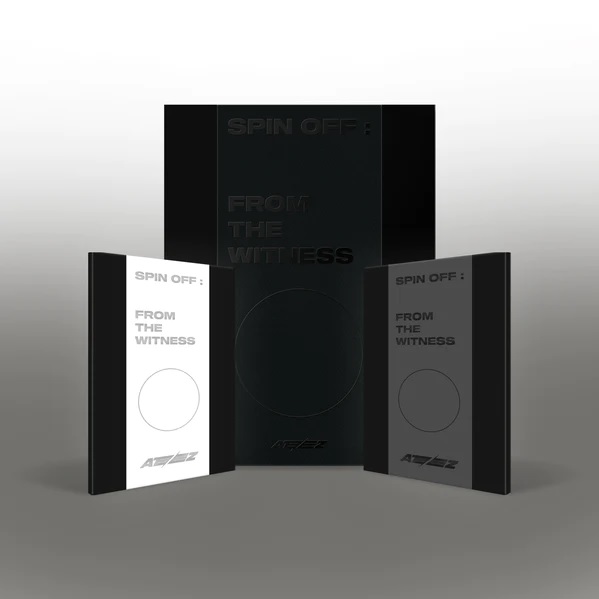 SPIN OFF :
FROM
THE
WITNESS
ATEEZ
SPIN OFF :
FROM
THE
WITNESS
ATEEZ
SPIN OFF :
FROM
THE
WITNESS
ATEEZ